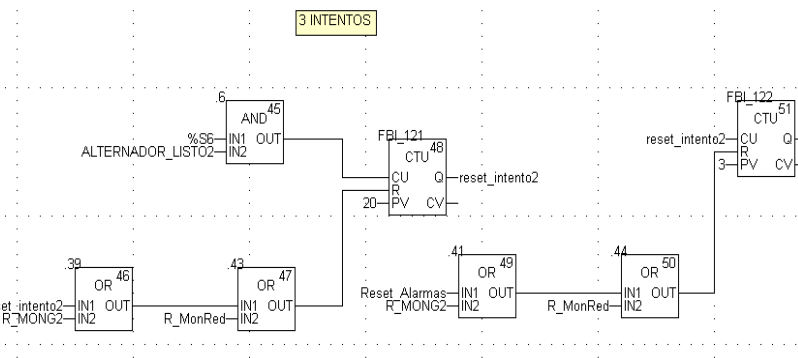 3 INTENTOS
.6
45
AND
%S6 IN1 OUT
ALTERNADOR_LISTO2 IN2
FBI_121
48
CTU
CU Q reset_intento2
R
20 PV CV
FBI_122
51
CTU
reset_intento2 CU Q
R
3 PV CV
.39
46
OR
IN1 OUT
R_MONG2 IN2
.43
47
OR
IN1 OUT
R_MonRed IN2
.41
49
OR
Reset_Alarmas IN1 OUT
R_MONG2 IN2
.44
50
OR
IN1 OUT
R_MonRed IN2